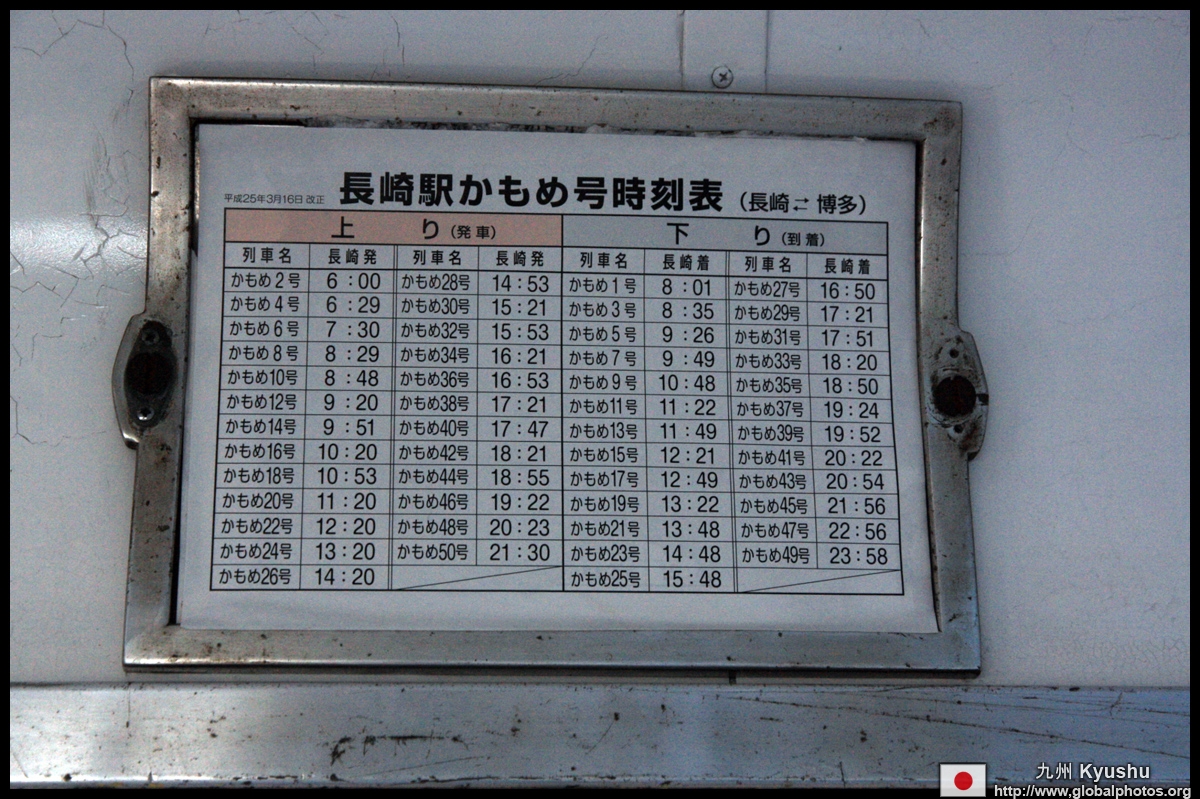 平成25年3月16日 改正 長崎駅かもめ号時刻表 (長崎⇄博多)
上り(発車) 下り(到着)
列車名 長崎発 列車名 長崎発 列車名 長崎着 列車名 長崎着
かもめ2号 6:00 かもめ28号 14:53 かもめ1号 8:01 かもめ27号 16:50
かもめ4号 6:29 かもめ30号 15:21 かもめ3号 8:35 かもめ29号 17:21
かもめ6号 7:30 かもめ32号 15:53 かもめ5号 9:26 かもめ31号 17:51
かもめ8号 8:29 かもめ34号 16:21 かもめ7号 9:49 かもめ33号 18:20
かもめ10号 8:48 かもめ36号 16:53 かもめ9号 10:48 かもめ35号 18:50
かもめ12号 9:20 かもめ38号 17:21 かもめ11号 11:22 かもめ37号 19:24
かもめ14号 9:51 かもめ40号 17:47 かもめ13号 11:49 かもめ39号 19:52
かもめ16号 10:20 かもめ42号 18:21 かもめ15号 12:21 かもめ41号 20:22
かもめ18号 10:53 かもめ44号 18:55 かもめ17号 12:49 かもめ43号 20:54
かもめ20号 11:20 かもめ46号 19:22 かもめ19号 13:22 かもめ45号 21:56
かもめ22号 12:20 かもめ48号 20:23 かもめ21号 13:48 かもめ47号 22:56
かもめ24号 13:20 かもめ50号 21:30 かもめ23号 14:48 かもめ49号 23:58
かもめ26号 14:20 かもめ25号 15:48
九州 Kyushu
http://www.globalphotos.org